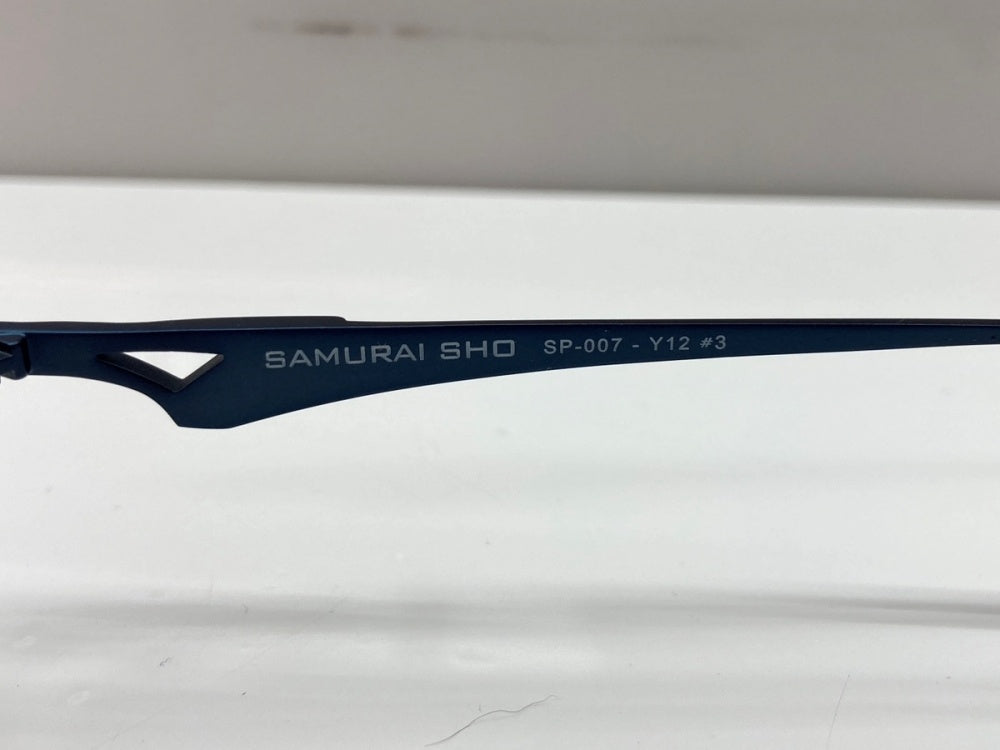 SAMURAI SHO SP-007 - Y12 #3